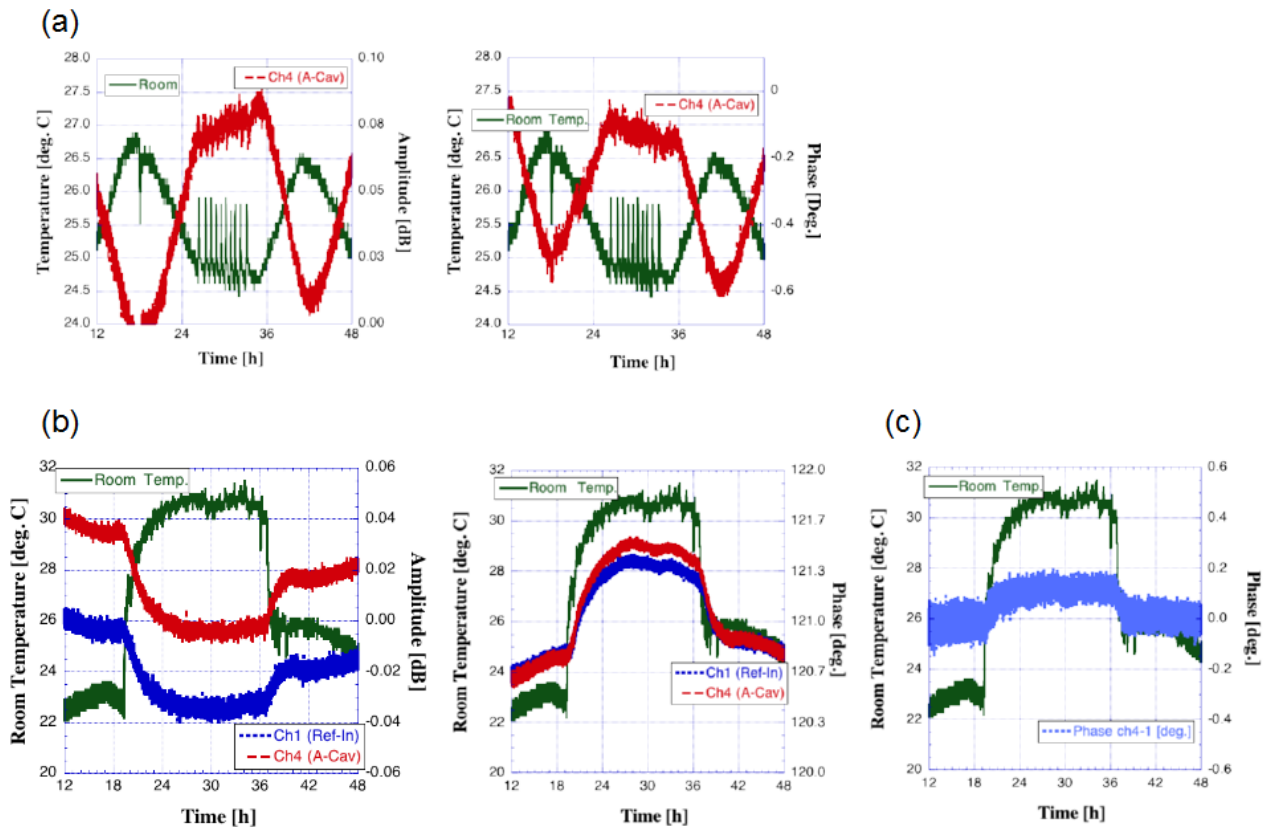 (a)
28.0 0.10
27.5
27.0 0.08
26.5
26.0 0.05
25.5
25.0 0.03
24.5
24.0 0.00
12 24 36 48
Temperature [deg. C]
Amplitude [dB]
Time [h]
Room
Ch4 (A-Cav)
28.0
27.5 0
27.0
26.5 -0.2
26.0
25.5 -0.4
25.0
24.5 -0.6
24.0
12 24 36 48
Temperature [deg. C]
Phase [Deg.]
Time [h]
Room Temp.
Ch4 (A-Cav)
(b)
32 0.06
30 0.04
28 0.02
26 0.00
24 -0.02
22 -0.04
20 -0.06
12 18 24 30 36 42 48
Room Temperature [deg. C]
Amplitude [dB]
Time [h]
Room Temp.
Ch1 (Ref-In)
Ch4 (A-Cav)
32 122.0
30 121.7
28 121.3
26 121.0
24 120.7
22 120.3
20 120.0
12 18 24 30 36 42 48
Room Temperature [deg. C]
Phase [deg.]
Time [h]
Room Temp.
Ch1 (Ref-In)
Ch4 (A-Cav)
(c)
32 0.6
30 0.4
28 0.2
26 0.0
24 -0.2
22 -0.4
20 -0.6
12 18 24 30 36 42 48
Room Temperature [deg. C]
Phase [deg.]
Time [h]
Room Temp.
Phase ch4-1 [deg.]